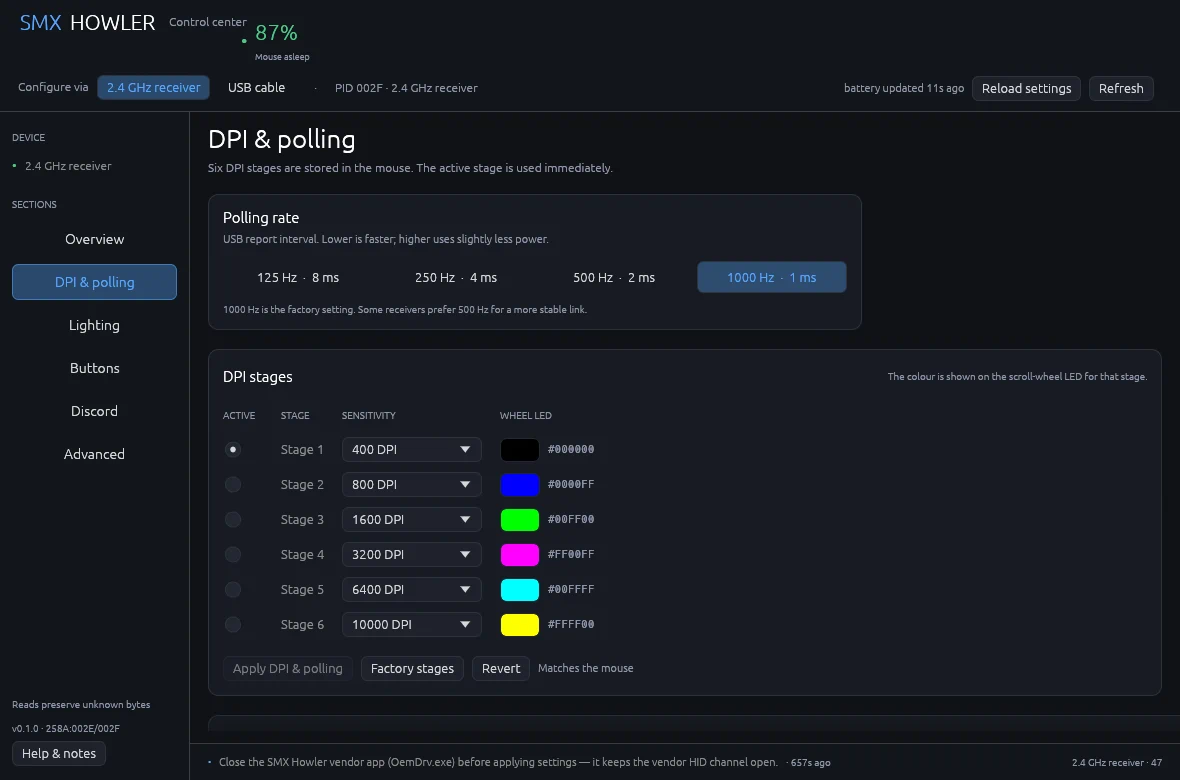 SMX HOWLER Control center
87%
Mouse asleep
Configure via 2.4 GHz receiver USB cable · PID 002F · 2.4 GHz receiver battery updated 11s ago Reload settings Refresh
DEVICE
2.4 GHz receiver
SECTIONS
Overview
DPI & polling
Lighting
Buttons
Discord
Advanced
Reads preserve unknown bytes
v0.1.0 · 258A:002E/002F
Help & notes
DPI & polling
Six DPI stages are stored in the mouse. The active stage is used immediately.
Polling rate
USB report interval. Lower is faster; higher uses slightly less power.
125 Hz · 8 ms 250 Hz · 4 ms 500 Hz · 2 ms 1000 Hz · 1 ms
1000 Hz is the factory setting. Some receivers prefer 500 Hz for a more stable link.
DPI stages The colour is shown on the scroll-wheel LED for that stage.
ACTIVE STAGE SENSITIVITY WHEEL LED
Stage 1 400 DPI #000000
Stage 2 800 DPI #0000FF
Stage 3 1600 DPI #00FF00
Stage 4 3200 DPI #FF00FF
Stage 5 6400 DPI #00FFFF
Stage 6 10000 DPI #FFFF00
Apply DPI & polling Factory stages Revert Matches the mouse
· Close the SMX Howler vendor app (OemDrv.exe) before applying settings — it keeps the vendor HID channel open. · 657s ago 2.4 GHz receiver · 47